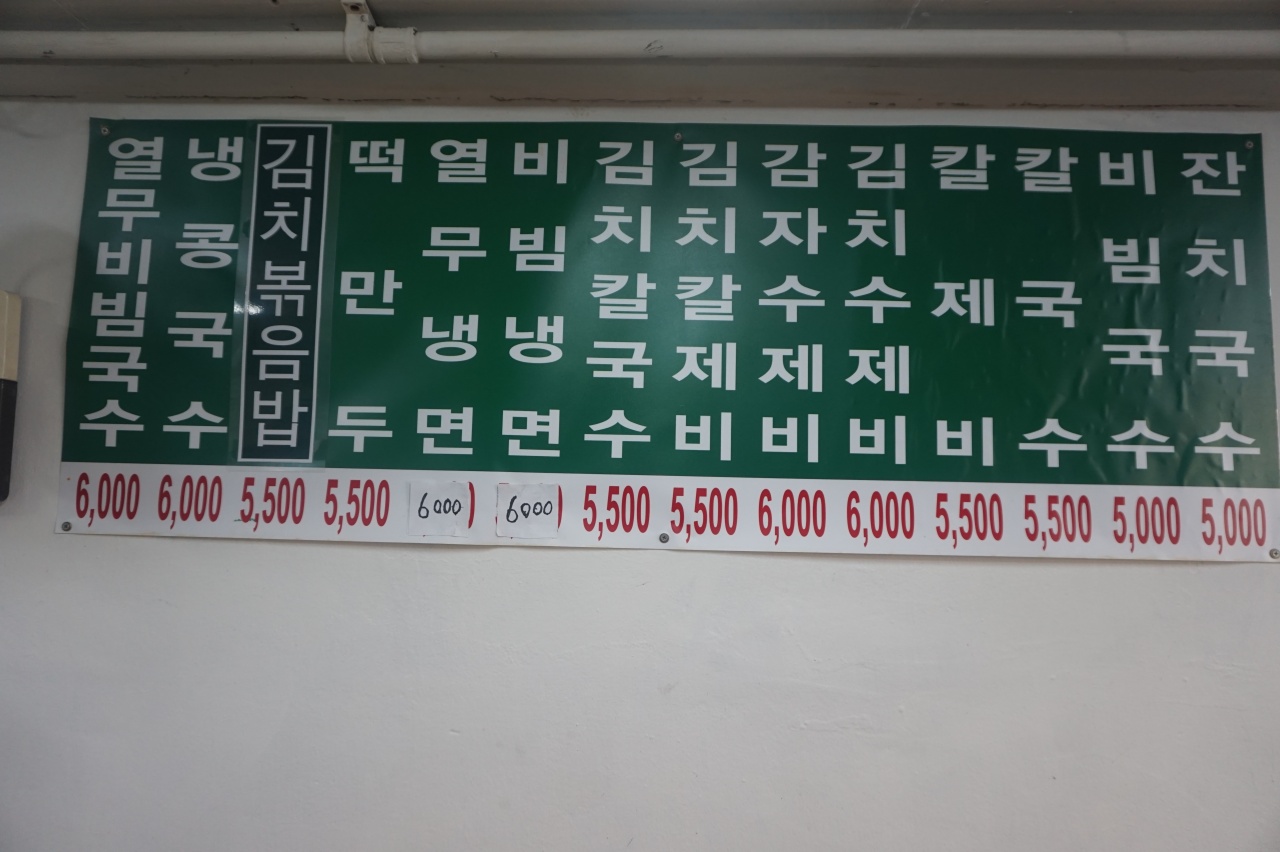 열무비빔국수
냉콩국수
김치볶음밥
떡만두
열무냉면
비빔냉면
김치칼국수
김치칼제비
감자수제비
김치수제비
칼제비
칼국수
비빔국수
잔치국수
6,000
6,000
5,500
5,500
6000
6000
5,500
5,500
6,000
6,000
5,500
5,500
5,000
5,000